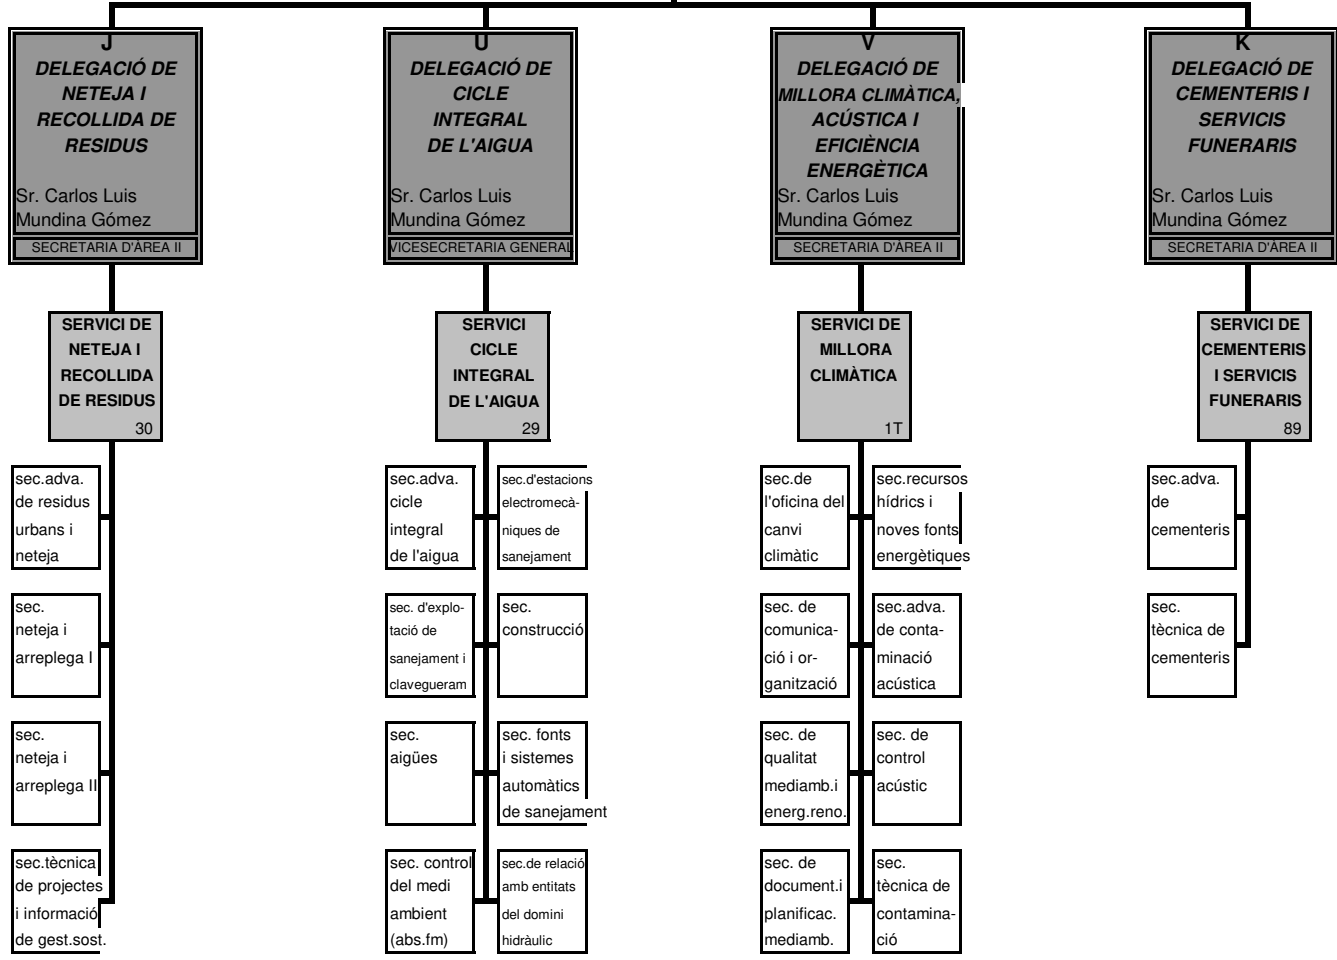 J
DELEGACIÓ DE
NETEJA I
RECOLLIDA DE
RESIDUS
Sr. Carlos Luis
Mundina Gómez
SECRETARIA D'ÀREA II
SERVICI DE
NETEJA I
RECOLLIDA
DE RESIDUS
30
sec.adva.
de residus
urbans i
neteja
sec.
neteja i
arreplega I
sec.
neteja i
arreplega II
sec.tècnica
de projectes
i informació
de gest.sost.
U
DELEGACIÓ DE
CICLE
INTEGRAL
DE L'AIGUA
Sr. Carlos Luis
Mundina Gómez
VICESECRETARIA GENERAL
SERVICI
CICLE
INTEGRAL
DE L'AIGUA
29
sec.adva.
cicle
integral
de l'aigua
sec.d'estacions
electromecà-
niques de
sanejament
sec. d'explo-
tació de
sanejament i
clavegueram
sec.
construcció
sec.
aigües
sec. fonts
i sistemes
automàtics
de sanejament
sec. control
del medi
ambient
(abs.fm)
sec.de relació
amb entitats
del domini
hidràulic
V
DELEGACIÓ DE
MILLORA CLIMÀTICA,
ACÚSTICA I
EFICIÈNCIA
ENERGÈTICA
Sr. Carlos Luis
Mundina Gómez
SECRETARIA D'ÀREA II
SERVICI DE
MILLORA
CLIMÀTICA
1T
sec.de
l'oficina del
canvi
climàtic
sec.recursos
hídrics i
noves fonts
energètiques
sec. de
comunica-
ció i or-
ganització
sec.adva.
de conta-
minació
acústica
sec. de
qualitat
mediamb.i
energ.reno.
sec. de
control
acústic
sec. de
document.i
planificac.
mediamb.
sec.
tècnica de
contamina-
ció
K
DELEGACIÓ DE
CEMENTERIS I
SERVICIS
FUNERARIS
Sr. Carlos Luis
Mundina Gómez
SECRETARIA D'ÀREA II
SERVICI DE
CEMENTERIS
I SERVICIS
FUNERARIS
89
sec.adva.
de
cementeris
sec.
tècnica de
cementeris